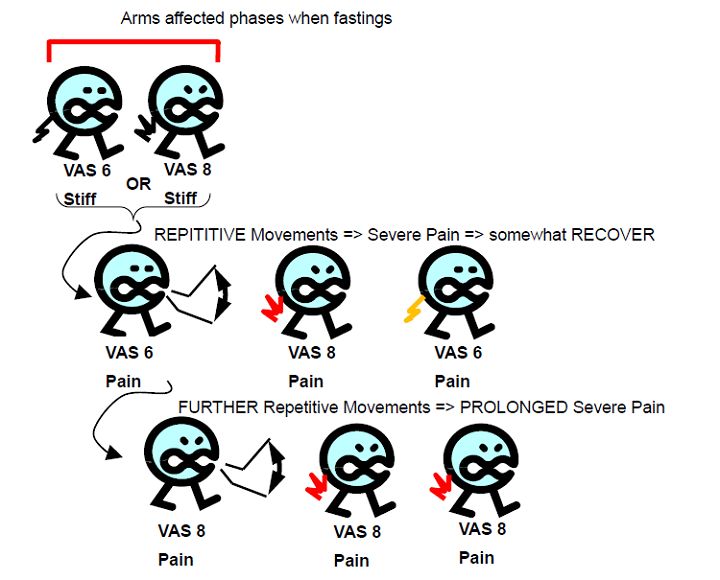 Arms affected phases when fastings
VAS 6 VAS 8
OR
Stiff Stiff
REPITITIVE Movements => Severe Pain => somewhat RECOVER
VAS 6 VAS 8 VAS 6
Pain Pain Pain
FURTHER Repetitive Movements => PROLONGED Severe Pain
VAS 8 VAS 8 VAS 8
Pain Pain Pain